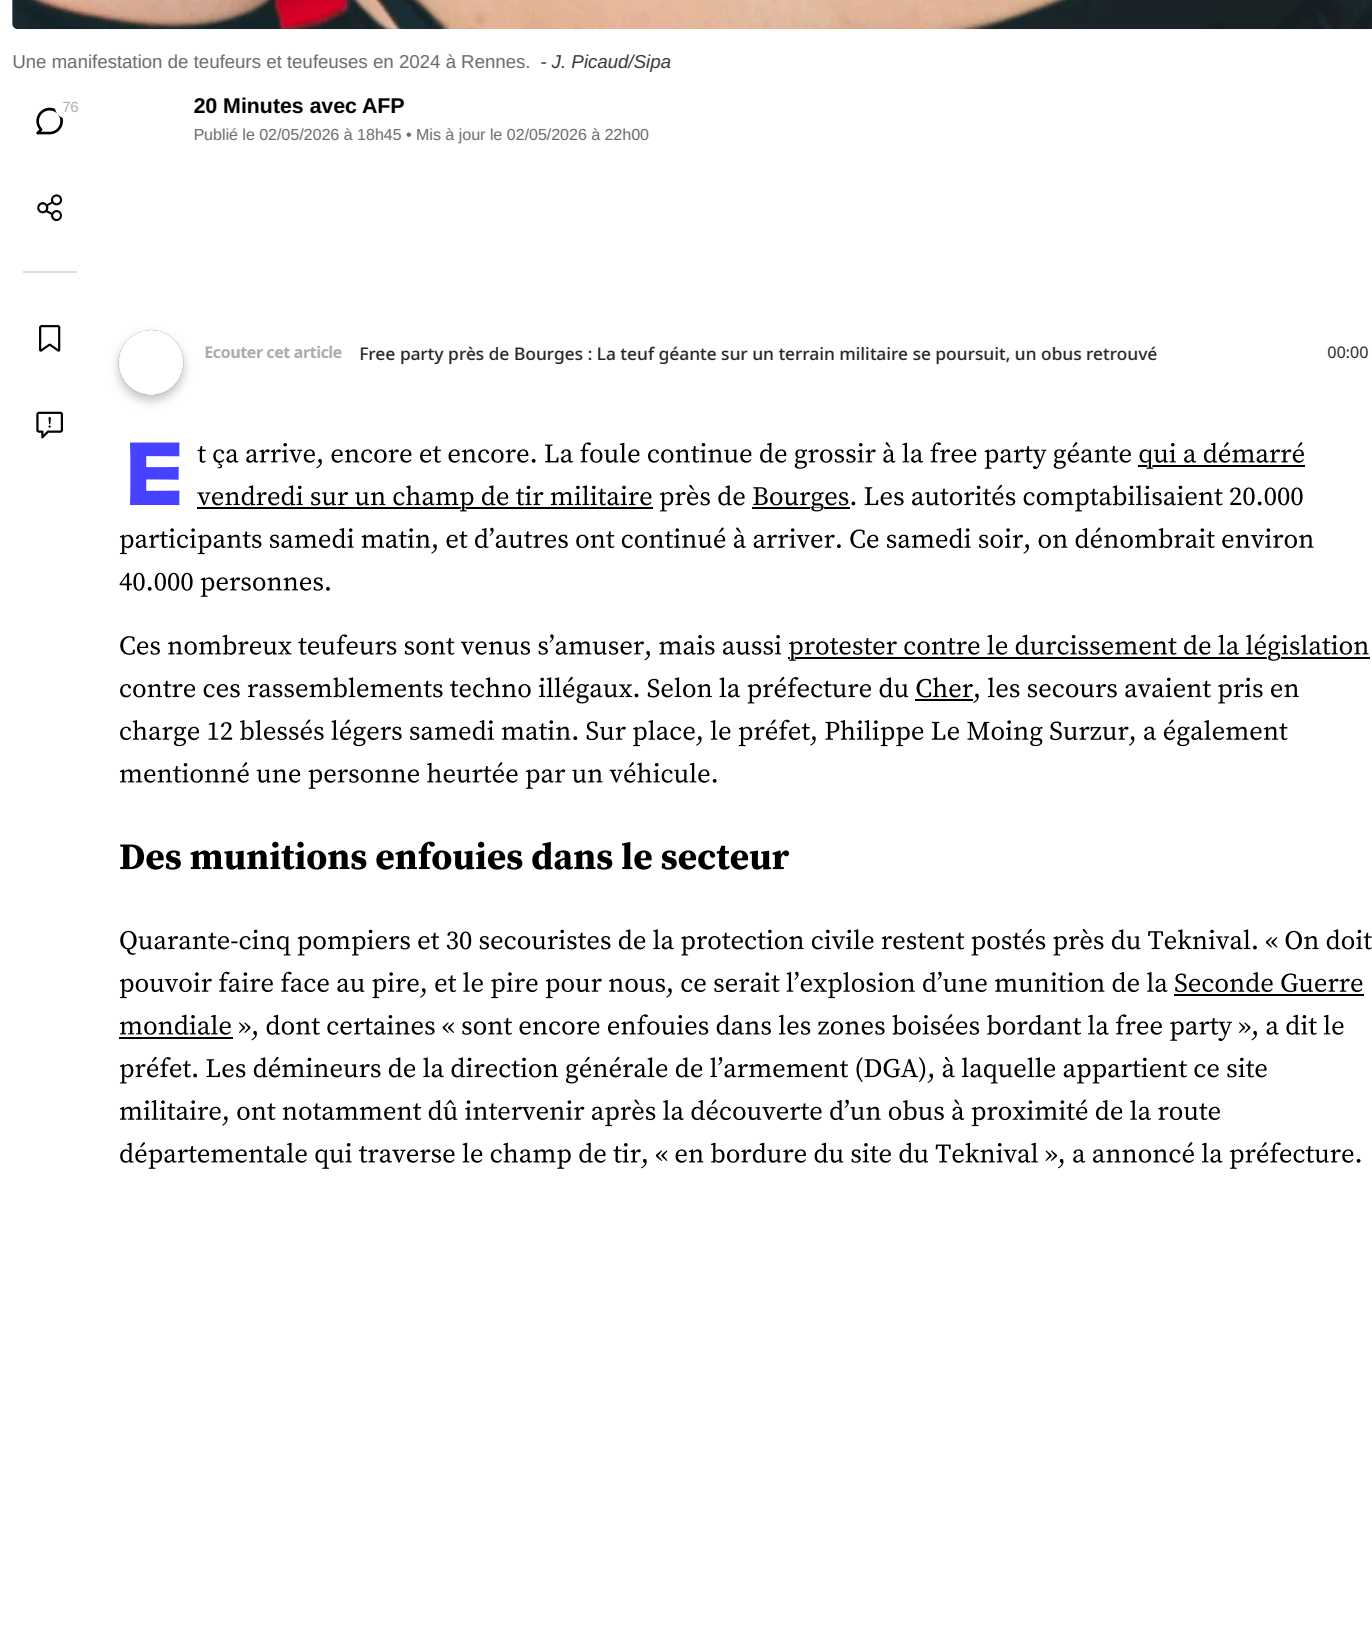 Une manifestation de teufeurs et teufeuses en 2024 à Rennes. - J. Picaud/Sipa
76
20 Minutes avec AFP
Publié le 02/05/2026 à 18h45 • Mis à jour le 02/05/2026 à 22h00
Ecouter cet article Free party près de Bourges : La teuf géante sur un terrain militaire se poursuit, un obus retrouvé 00:00
Et ça arrive, encore et encore. La foule continue de grossir à la free party géante qui a démarré
vendredi sur un champ de tir militaire près de Bourges. Les autorités comptabilisaient 20.000
participants samedi matin, et d’autres ont continué à arriver. Ce samedi soir, on dénombrait environ
40.000 personnes.
Ces nombreux teufeurs sont venus s’amuser, mais aussi protester contre le durcissement de la législation
contre ces rassemblements techno illégaux. Selon la préfecture du Cher, les secours avaient pris en
charge 12 blessés légers samedi matin. Sur place, le préfet, Philippe Le Moing Surzur, a également
mentionné une personne heurtée par un véhicule.
Des munitions enfouies dans le secteur
Quarante-cinq pompiers et 30 secouristes de la protection civile restent postés près du Teknival. « On doit
pouvoir faire face au pire, et le pire pour nous, ce serait l’explosion d’une munition de la Seconde Guerre
mondiale », dont certaines « sont encore enfouies dans les zones boisées bordant la free party », a dit le
préfet. Les démineurs de la direction générale de l’armement (DGA), à laquelle appartient ce site
militaire, ont notamment dû intervenir après la découverte d’un obus à proximité de la route
départementale qui traverse le champ de tir, « en bordure du site du Teknival », a annoncé la préfecture.